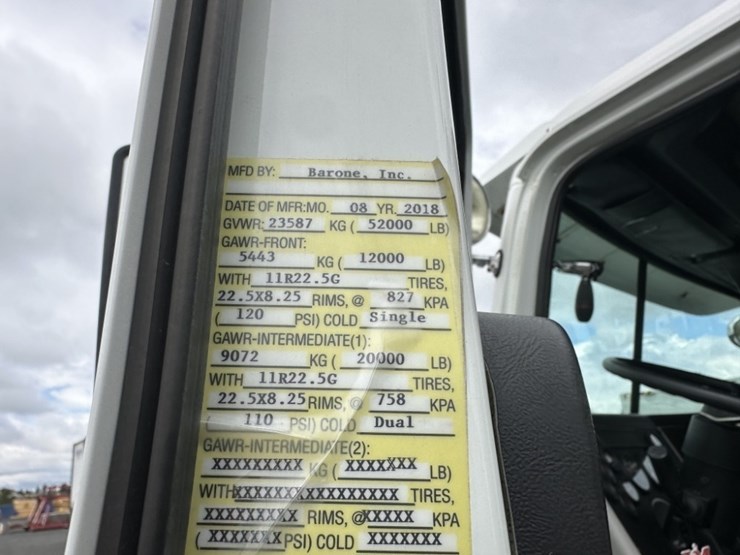 MFD BY: Barone, Inc.
DATE OF MFR:MO. 08 YR. 2018
GVWR: 23587 KG ( 52000 LB)
GAWR-FRONT:
5443 KG ( 12000 LB)
WITH 11R22.5G TIRES,
22.5X8.25 RIMS, @ 827 KPA
( 120 PSI) COLD Single
GAWR-INTERMEDIATE(1):
9072 KG ( 20000 LB)
WITH 11R22.5G TIRES,
22.5X8.25 RIMS, @ 758 KPA
( 110 PSI) COLD Dual
GAWR-INTERMEDIATE(2):
XXXXXXXXX KG ( XXXXXXX LB)
WITHXXXXXXXXXXXXXXXXXX TIRES,
XXXXXXXXX RIMS, @XXXXX KPA
( XXXXXXX PSI) COLD XXXXXXX